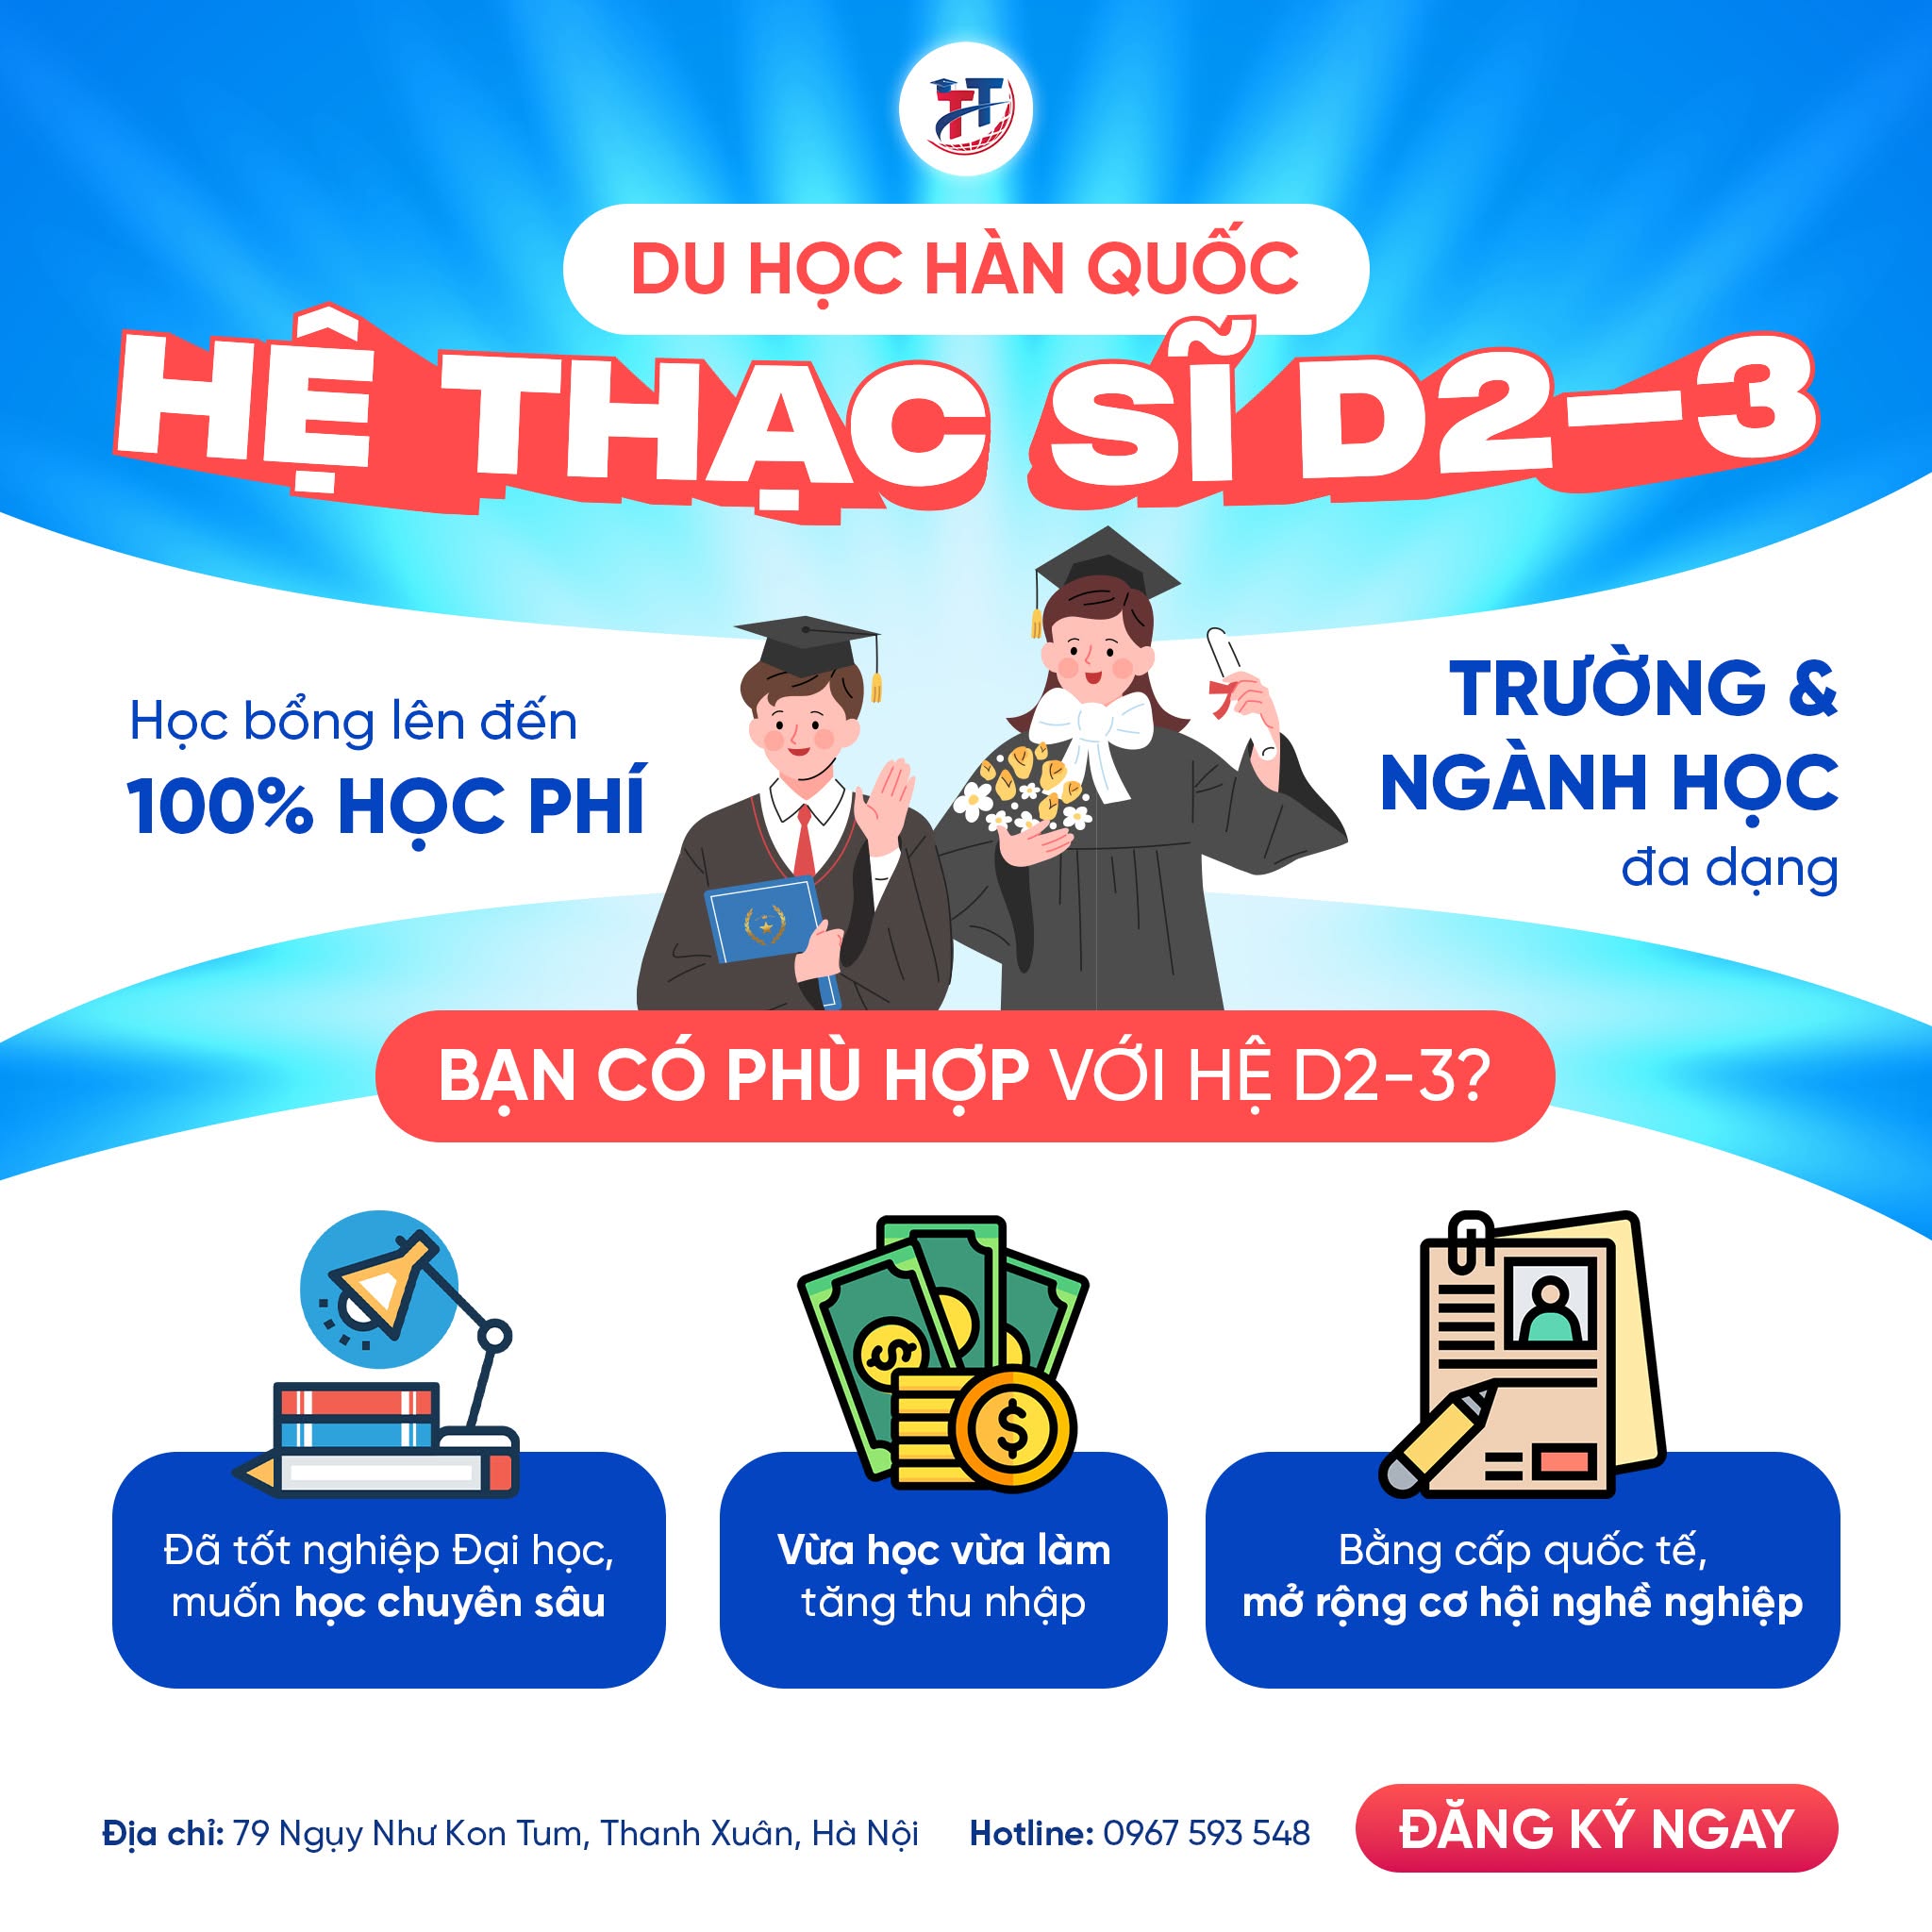 TT
DU HỌC HÀN QUỐC
HỆ THẠC SĨ D2-3
Học bổng lên đến
100% HỌC PHÍ
TRƯỜNG &
NGÀNH HỌC
đa dạng
BẠN CÓ PHÙ HỢP VỚI HỆ D2-3?
Đã tốt nghiệp Đại học,
muốn học chuyên sâu
Vừa học vừa làm
tăng thu nhập
Bằng cấp quốc tế,
mở rộng cơ hội nghề nghiệp
Địa chỉ: 79 Ngụy Như Kon Tum, Thanh Xuân, Hà Nội
Hotline: 0967 593 548
ĐĂNG KÝ NGAY